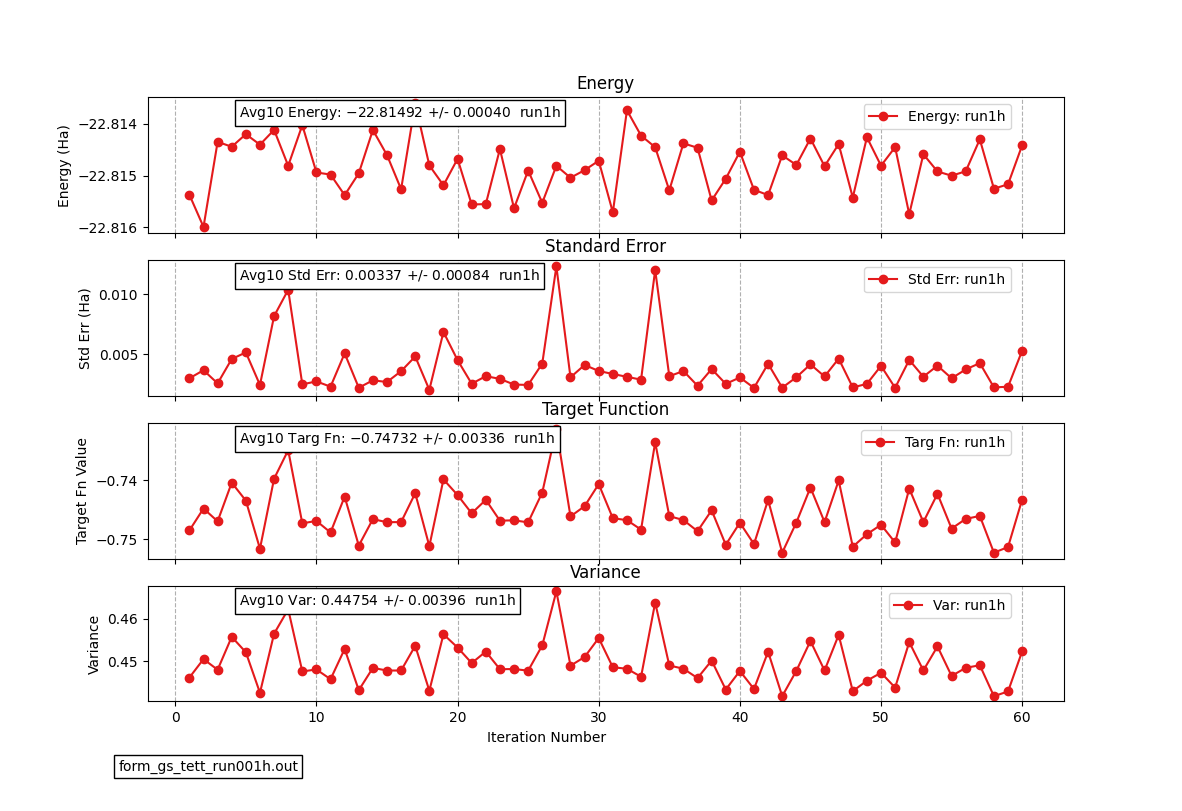 Energy
Avg10 Energy: −22.81492 +/- 0.00040 run1h
Energy: run1h
Energy (Ha)
−22.814
−22.815
−22.816
Standard Error
Avg10 Std Err: 0.00337 +/- 0.00084 run1h
Std Err: run1h
Std Err (Ha)
0.010
0.005
Target Function
Avg10 Targ Fn: −0.74732 +/- 0.00336 run1h
Targ Fn: run1h
Target Fn Value
−0.74
−0.75
Variance
Avg10 Var: 0.44754 +/- 0.00396 run1h
Var: run1h
Variance
0.46
0.45
0 10 20 30 40 50 60
Iteration Number
form_gs_tett_run001h.out